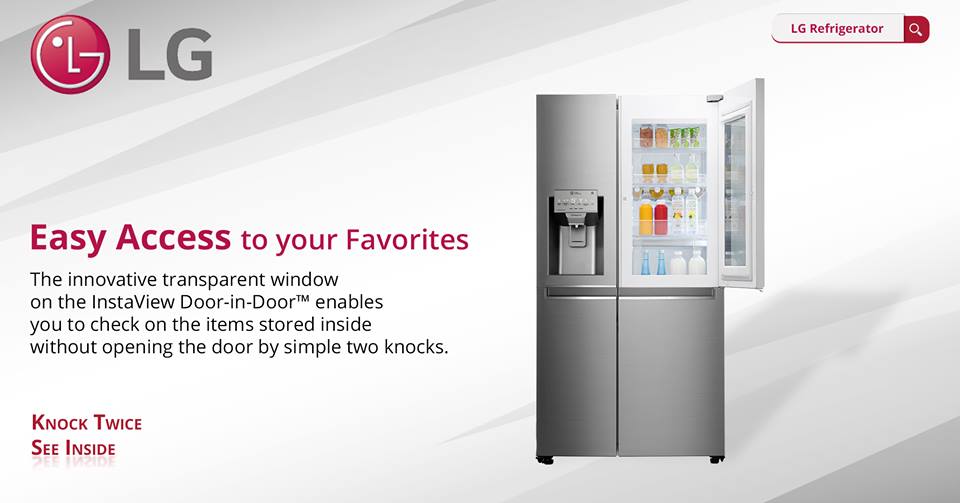 LG
LG Refrigerator
Easy Access to your Favorites
The innovative transparent window
on the InstaView Door-in-Door™ enables
you to check on the items stored inside
without opening the door by simple two knocks.
KNOCK TWICE
SEE INSIDE